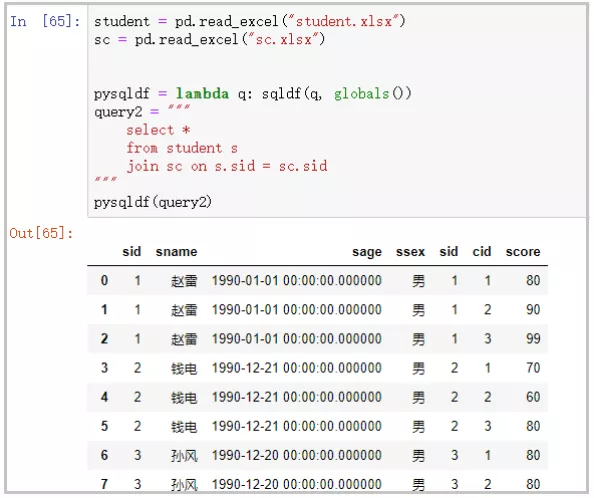 In [65]: student = pd.read_excel("student.xlsx")
sc = pd.read_excel("sc.xlsx")
pysqldf = lambda q: sqldf(q, globals())
query2 = """
select *
from student s
join sc on s.sid = sc.sid
"""
pysqldf(query2)
Out[65]:
sid sname sage ssex sid cid score
0 1 赵雷 1990-01-01 00:00:00.000000 男 1 1 80
1 1 赵雷 1990-01-01 00:00:00.000000 男 1 2 90
2 1 赵雷 1990-01-01 00:00:00.000000 男 1 3 99
3 2 钱电 1990-12-21 00:00:00.000000 男 2 1 70
4 2 钱电 1990-12-21 00:00:00.000000 男 2 2 60
5 2 钱电 1990-12-21 00:00:00.000000 男 2 3 80
6 3 孙风 1990-12-20 00:00:00.000000 男 3 1 80
7 3 孙风 1990-12-20 00:00:00.000000 男 3 2 80